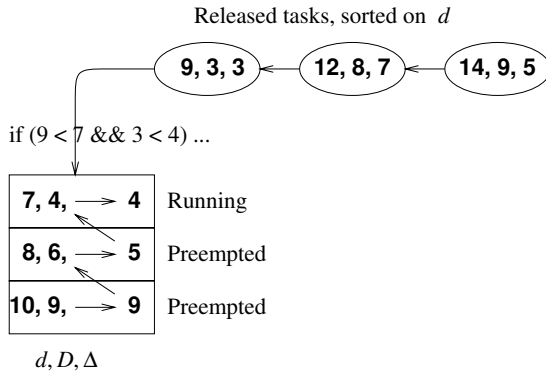 Released tasks, sorted on d
9, 3, 3 12, 8, 7 14, 9, 5
if (9 < 7 && 3 < 4) ...
7, 4, 4 Running
8, 6, 5 Preempted
10, 9, 9 Preempted
d, D, Δ